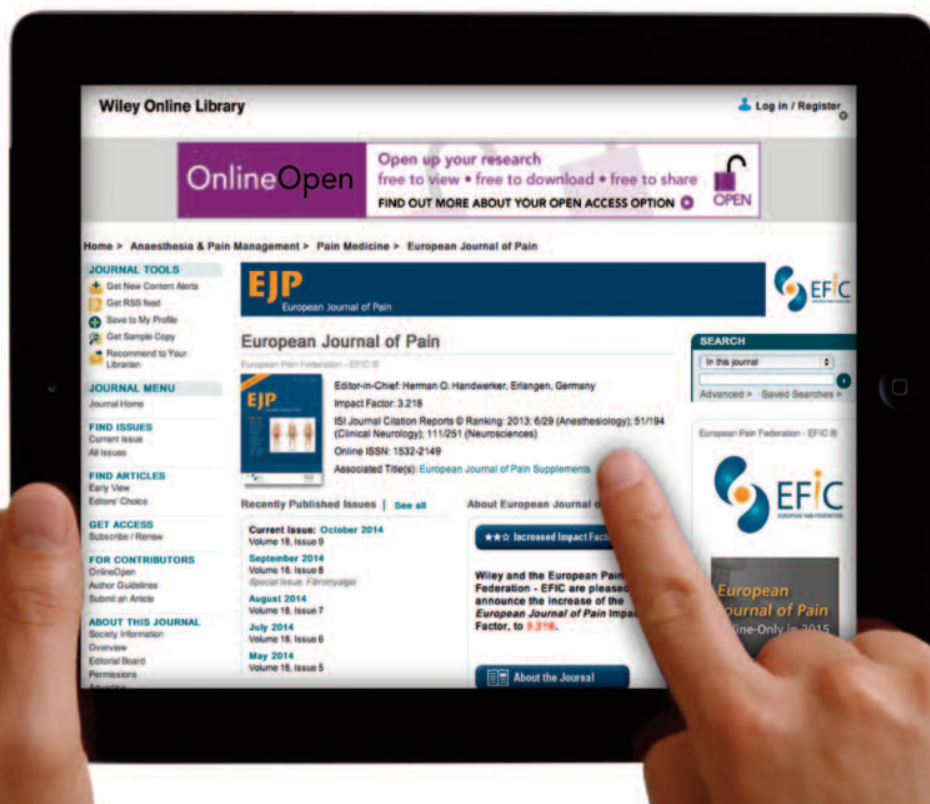 Wiley Online Library
Log in / Register
OnlineOpen
Open up your research
free to view • free to download • free to share
FIND OUT MORE ABOUT YOUR OPEN ACCESS OPTION
OPEN
Home > Anaesthesia & Pain Management > Pain Medicine > European Journal of Pain
JOURNAL TOOLS
Get New Content Alerts
Get RSS feed
Save to My Profile
Get Sample Copy
Recommend to Your
Librarian
JOURNAL MENU
Journal Home
FIND ISSUES
Current Issue
All Issues
FIND ARTICLES
Early View
Editors' Choice
GET ACCESS
Subscribe / Renew
FOR CONTRIBUTORS
OnlineOpen
Author Guidelines
Submit an Article
ABOUT THIS JOURNAL
Society Information
Overview
Editorial Board
Permissions
EJP
European Journal of Pain
EFIC
European Journal of Pain
European Pain Federation - EFIC ®
EJP
Editor-in-Chief: Herman O. Handwerker, Erlangen, Germany
Impact Factor: 3.218
ISI Journal Citation Reports © Ranking: 2013: 6/29 (Anesthesiology); 51/194
(Clinical Neurology); 111/251 (Neurosciences)
Online ISSN: 1532-2149
Associated Title(s): European Journal of Pain Supplements
Recently Published Issues | See all
Current Issue: October 2014
Volume 18, Issue 9
September 2014
Volume 18, Issue 8
Special Issue: Fibromyalgia
August 2014
Volume 18, Issue 7
July 2014
Volume 18, Issue 6
May 2014
Volume 18, Issue 5
About European Journal o
Increased Impact Fact
Wiley and the European Pain
Federation - EFIC are pleased
announce the increase of the
European Journal of Pain Impac
Factor, to 3.218.
About the Journal
SEARCH
In this journal
Advanced > Saved Searches >
European Pain Federation - EFIC ®
EFIC
EUROPEAN PAIN FEDERATION
European
ournal of Pain
line-Only in 2015